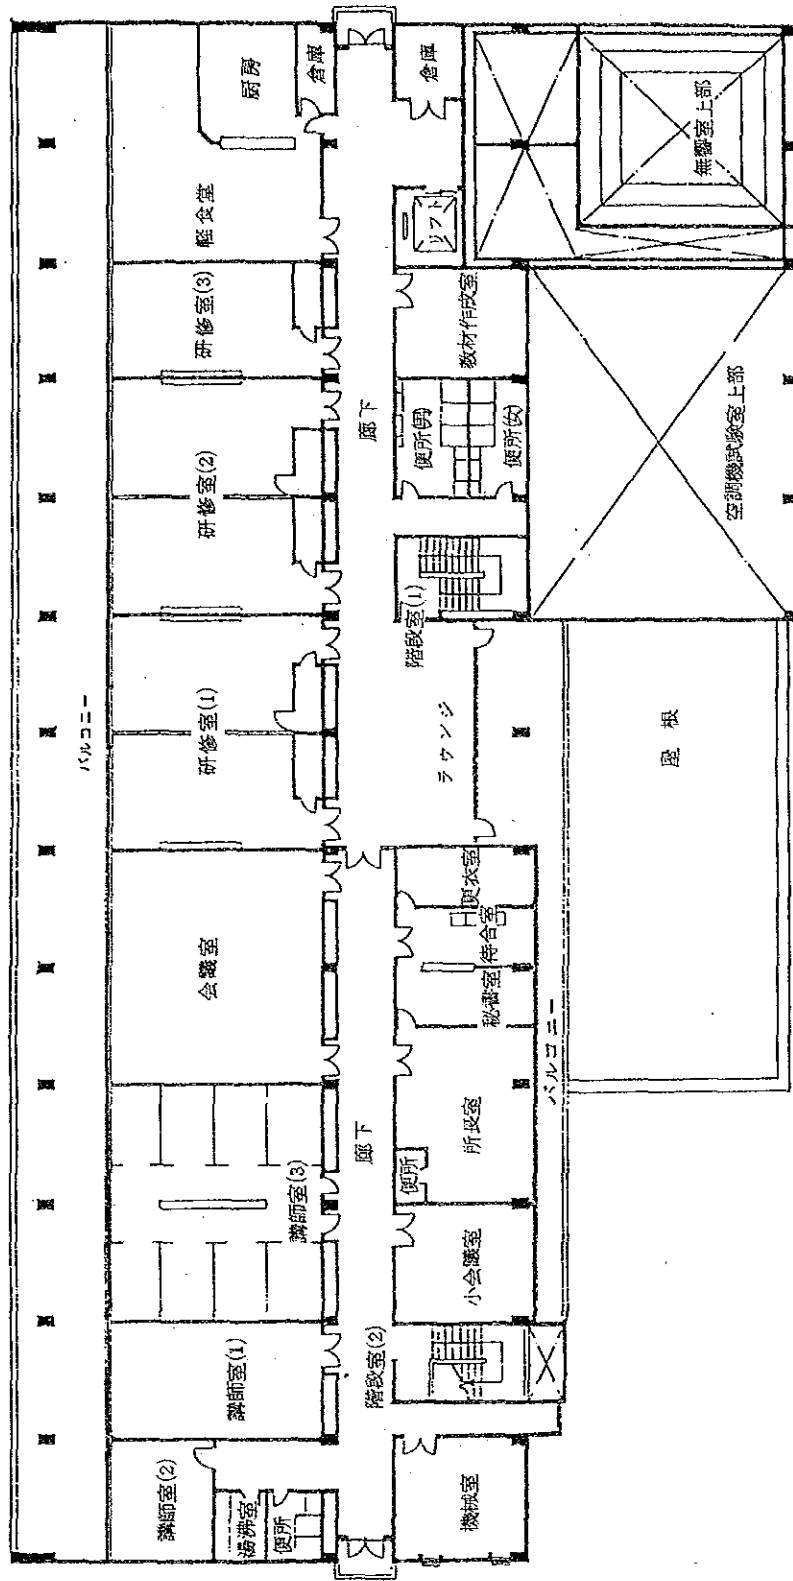 バルコニー
講師室(2)
湯沸室
便所
講師室(1)
講師室(3)
会議室
研修室(1)
研修室(2)
研修室(3)
軽食堂
厨房
倉庫
廊下
廊下
機械室
階段室(2)
小会議室
便所
所長室
秘書室
待合室
更衣室
ラウンジ
階段室(1)
便所(男)
便所(女)
教材作成室
リフト
倉庫
バルコニー
屋根
空調機試験室上部
無響室上部